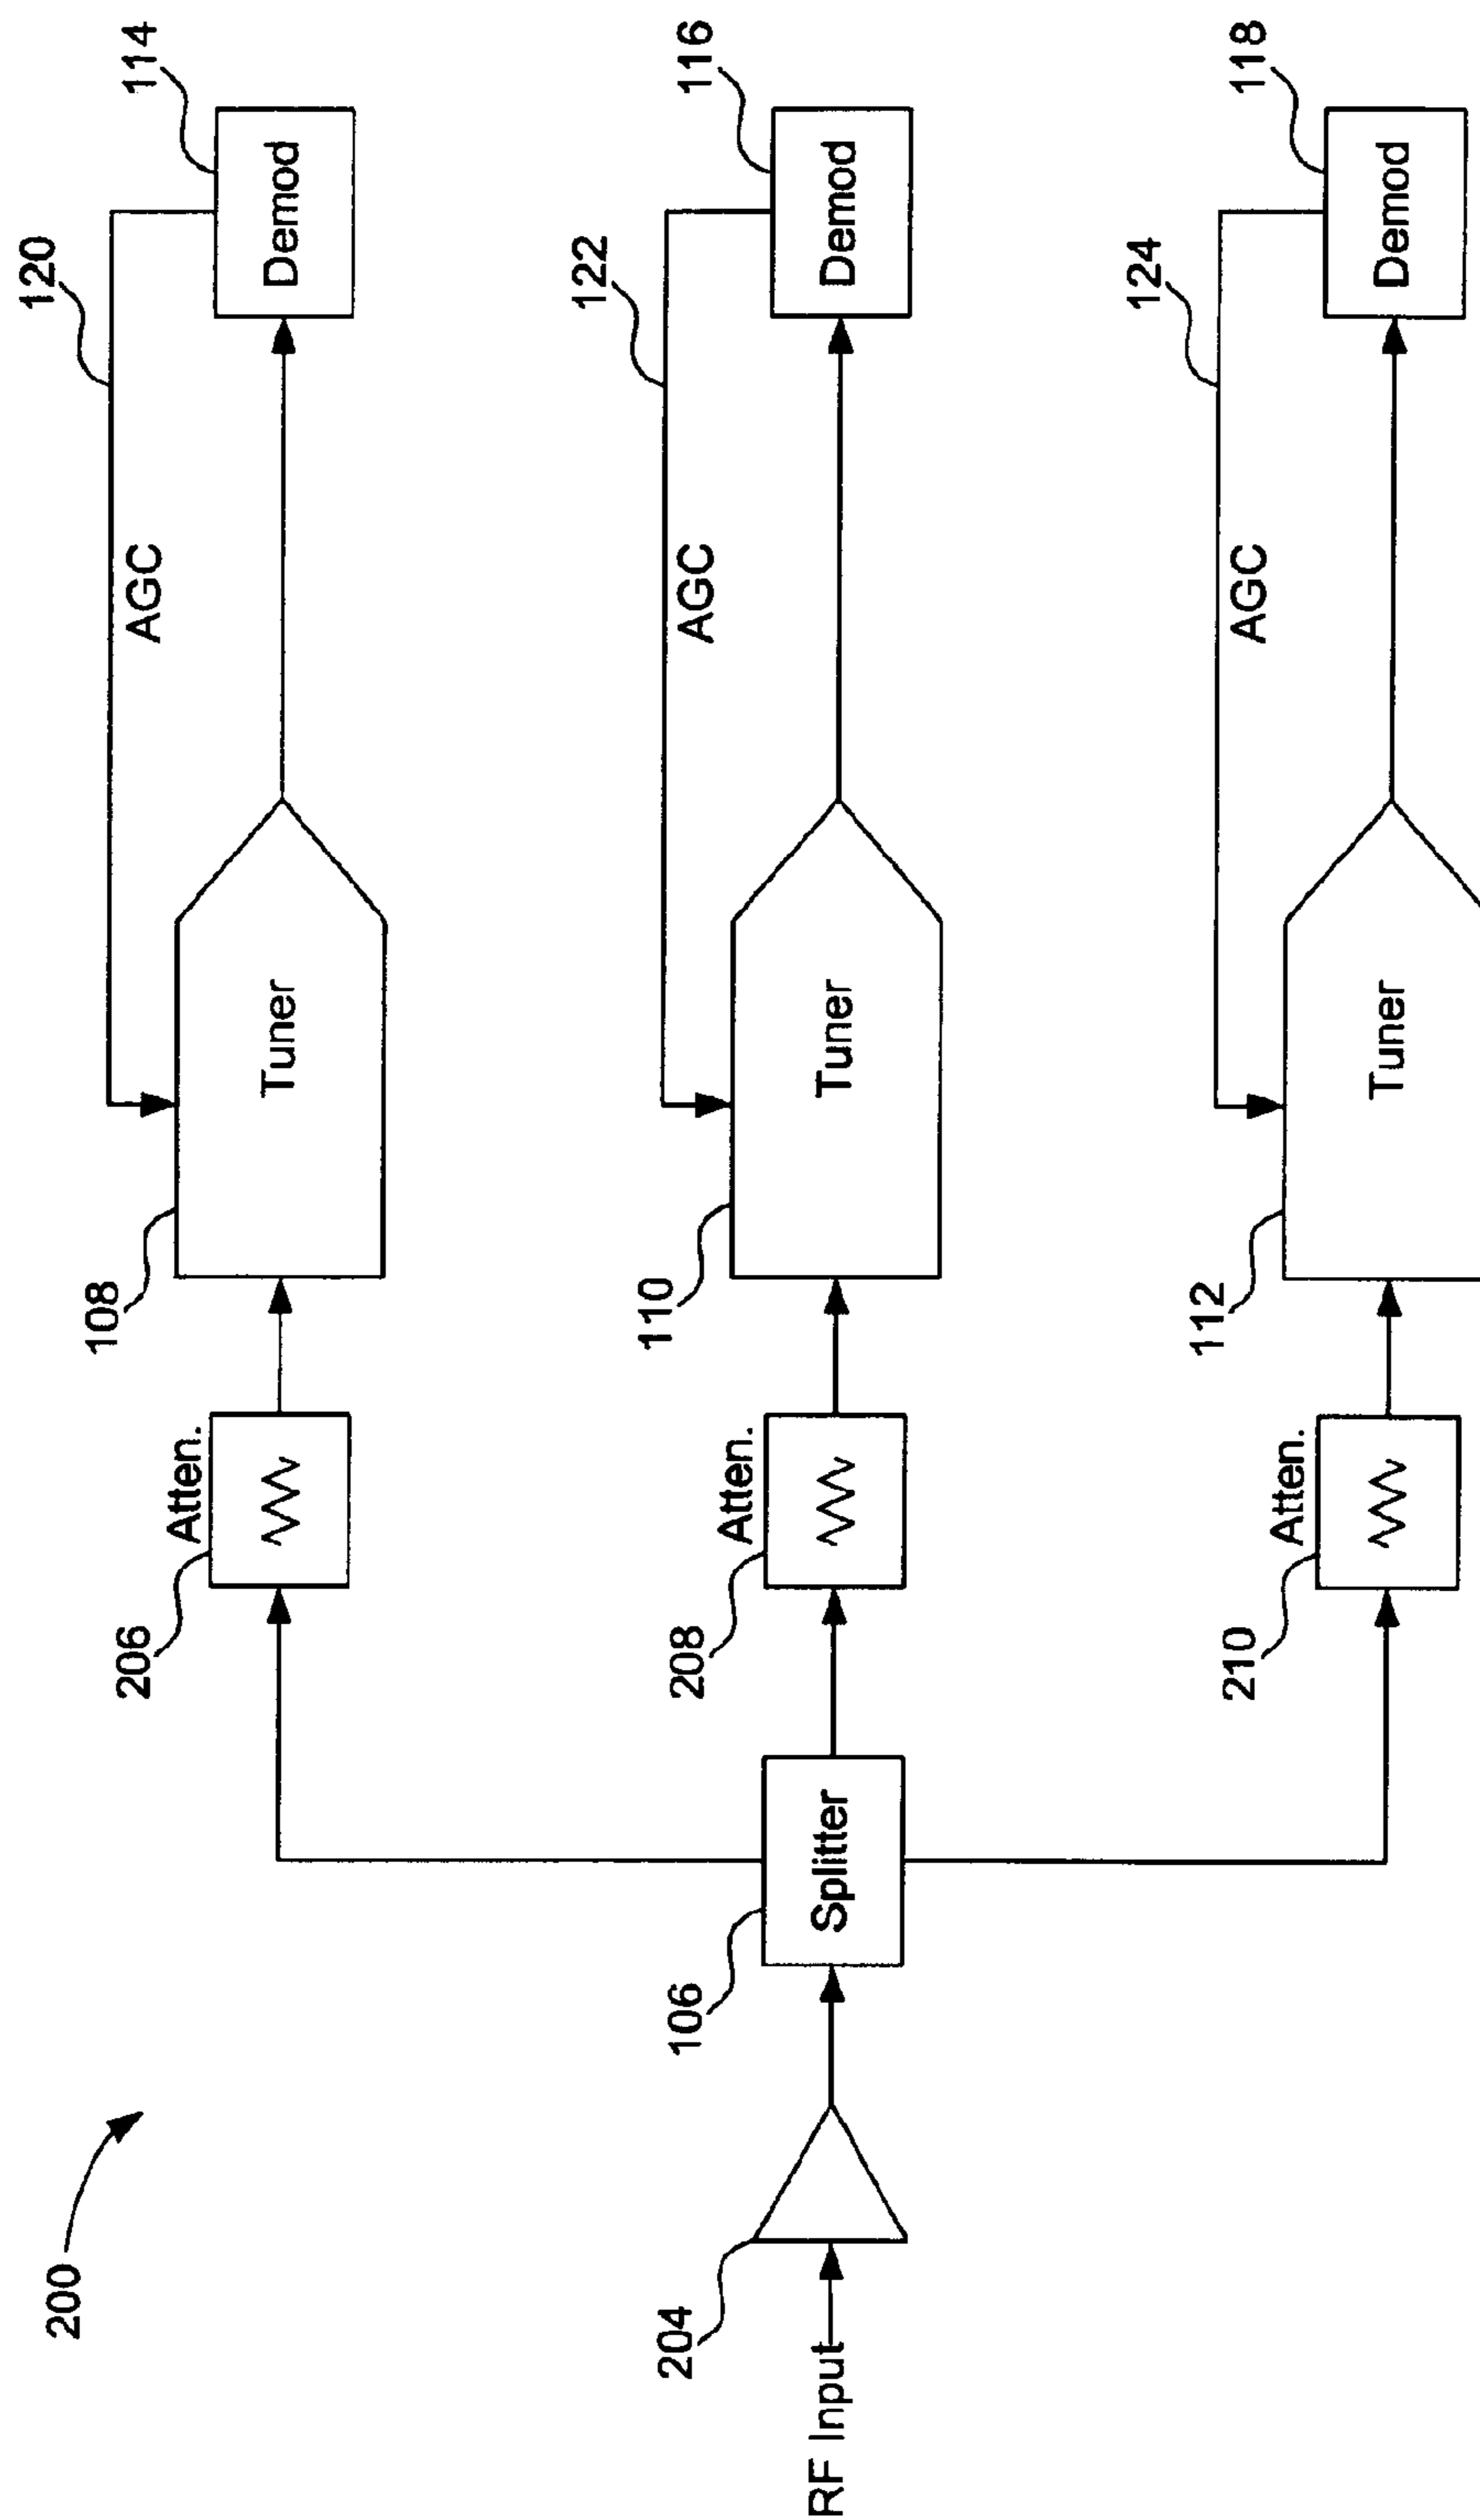 200
RF Input
204
106
Splitter
206
Atten.
108
Tuner
AGC
120
114
Demod
208
Atten.
110
Tuner
AGC
122
116
Demod
210
Atten.
112
Tuner
AGC
124
118
Demod